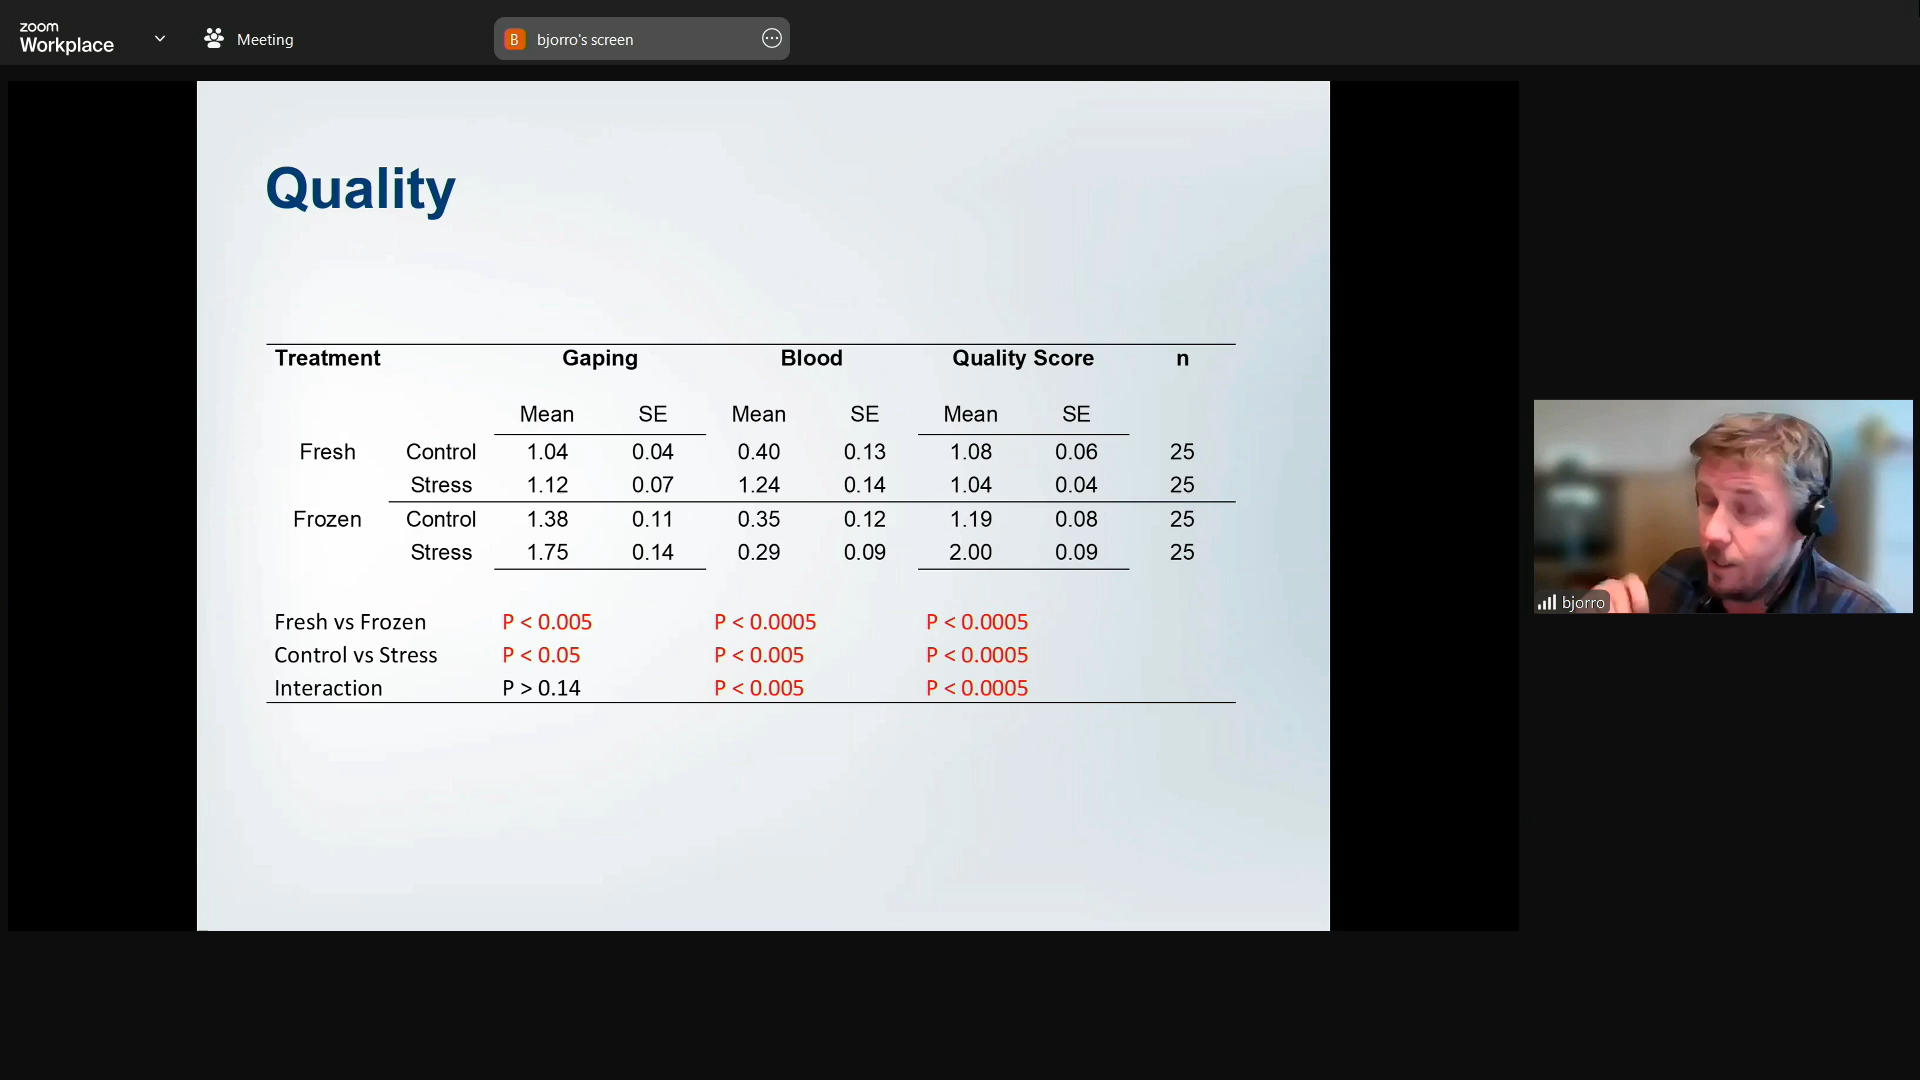 zoom
Workplace
Meeting
B bjorro's screen
Quality
Treatment Gaping Blood Quality Score n
Mean SE Mean SE Mean SE
Fresh Control 1.04 0.04 0.40 0.13 1.08 0.06 25
Stress 1.12 0.07 1.24 0.14 1.04 0.04 25
Frozen Control 1.38 0.11 0.35 0.12 1.19 0.08 25
Stress 1.75 0.14 0.29 0.09 2.00 0.09 25
Fresh vs Frozen P < 0.005 P < 0.0005 P < 0.0005
Control vs Stress P < 0.05 P < 0.005 P < 0.0005
Interaction P > 0.14 P < 0.005 P < 0.0005
bjorro